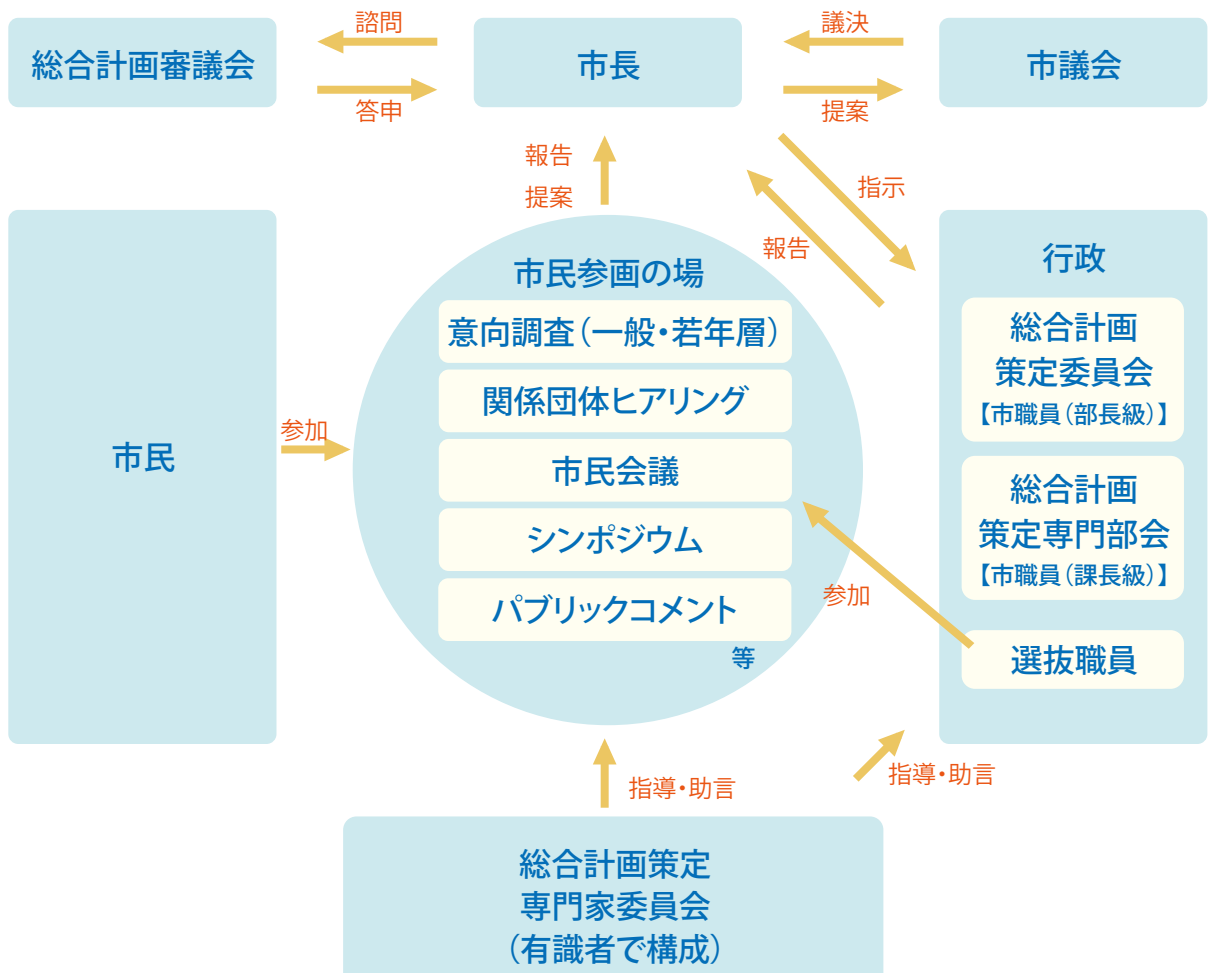 諮問
議決
総合計画審議会
市長
市議会
答申
提案
報告
提案
指示
報告
市民参画の場
行政
意向調査（一般・若年層）
関係団体ヒアリング
市民会議
シンポジウム
パブリックコメント
等
総合計画
策定委員会
【市職員（部長級）】
総合計画
策定専門部会
【市職員（課長級）】
選抜職員
参加
市民
参加
指導・助言
指導・助言
総合計画策定
専門家委員会
（有識者で構成）